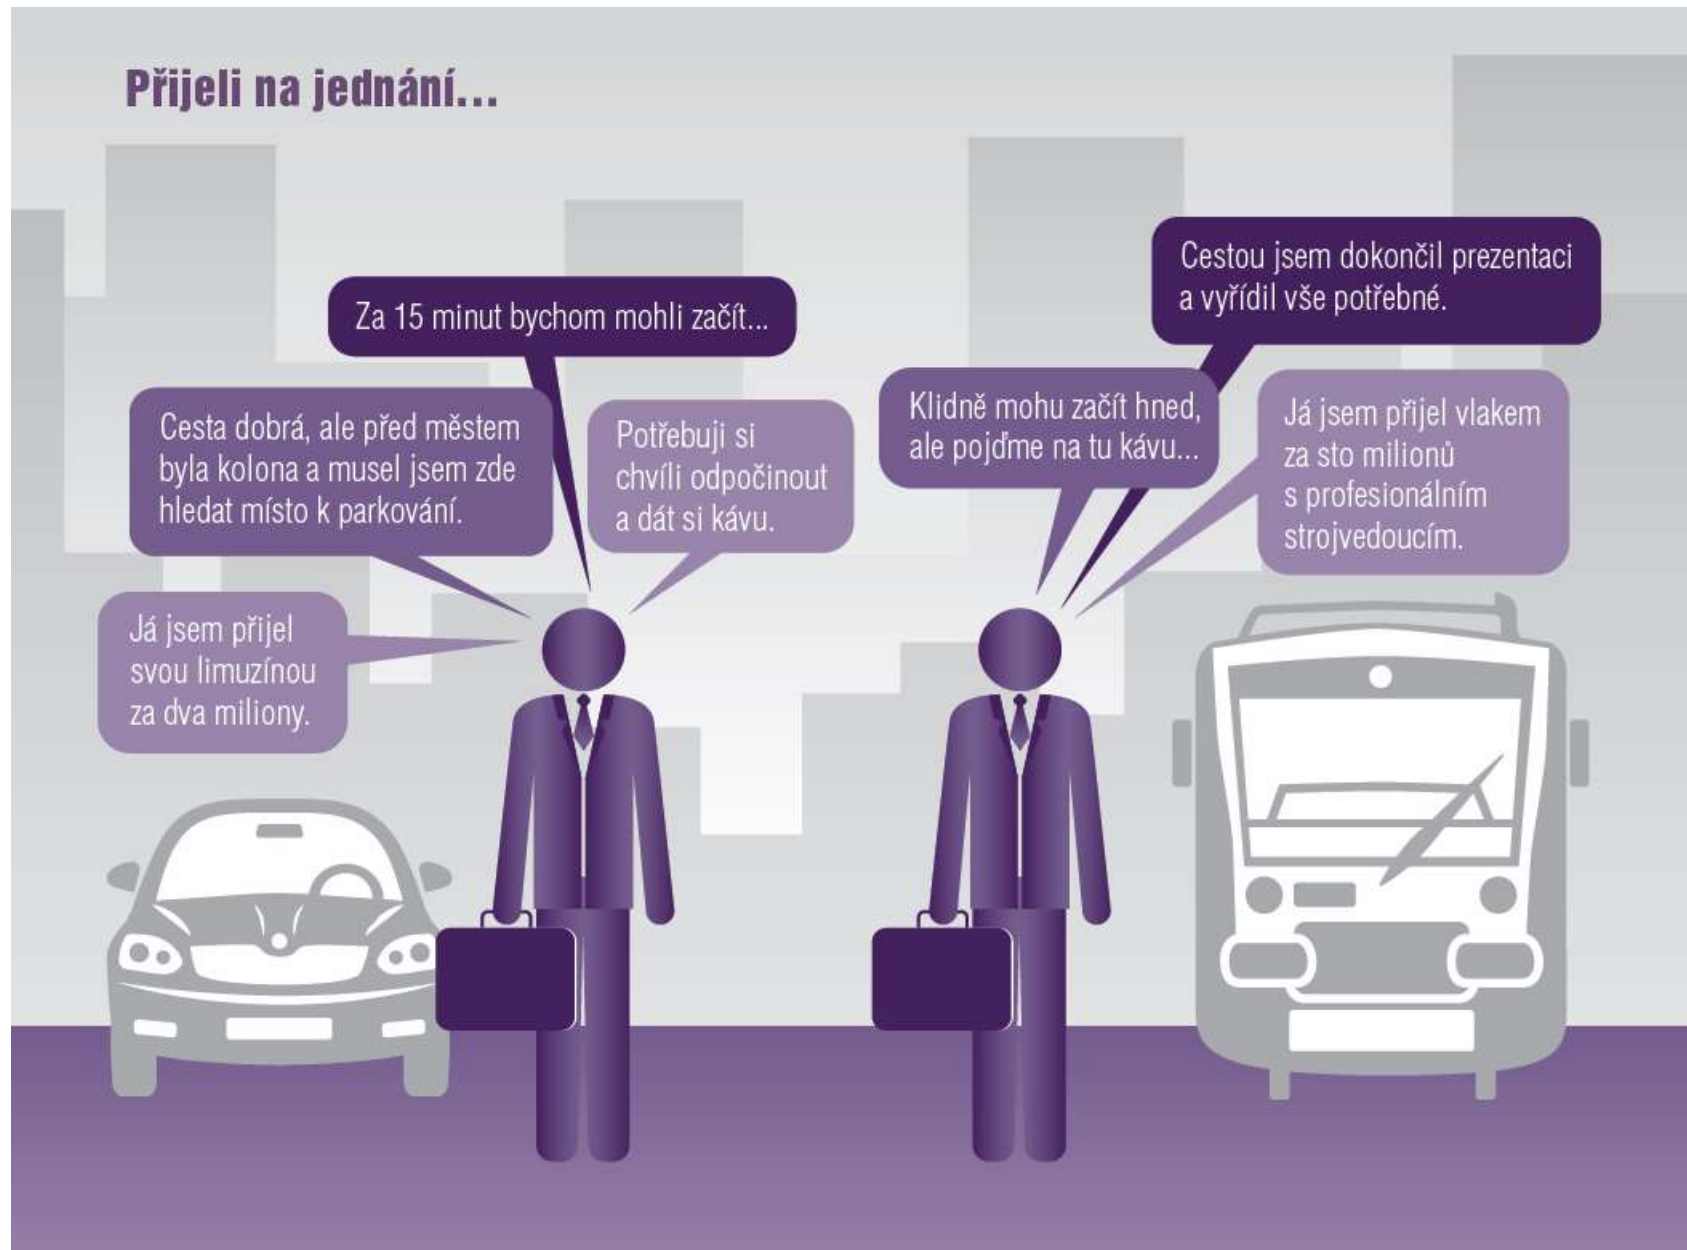 Přijeli na jednání...
Já jsem přijel
svou limuzínou
za dva miliony.
Cesta dobrá, ale před městem
byla kolona a musel jsem zde
hledat místo k parkování.
Za 15 minut bychom mohli začít...
Potřebuji si
chvíli odpočinout
a dát si kávu.
Klidně mohu začít hned,
ale pojďme na tu kávu...
Cestou jsem dokončil prezentaci
a vyřídil vše potřebné.
Já jsem přijel vlakem
za sto milionů
s profesionálním
strojvedoucím.